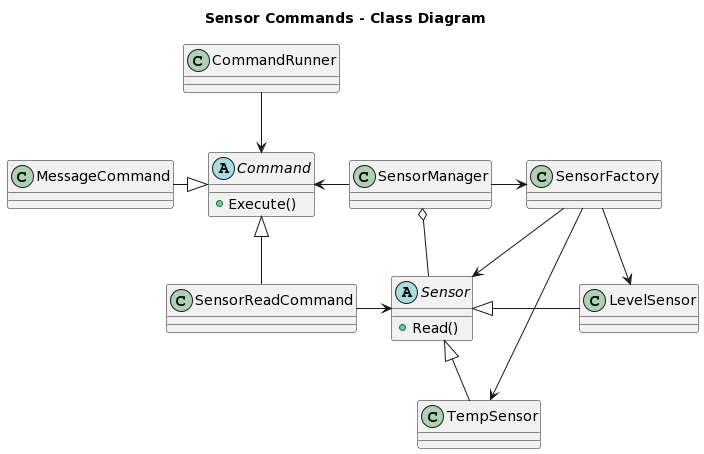 Sensor Commands - Class Diagram
C CommandRunner
C MessageCommand
A Command
Execute()
C SensorManager
C SensorFactory
C SensorReadCommand
A Sensor
Read()
C LevelSensor
C TempSensor